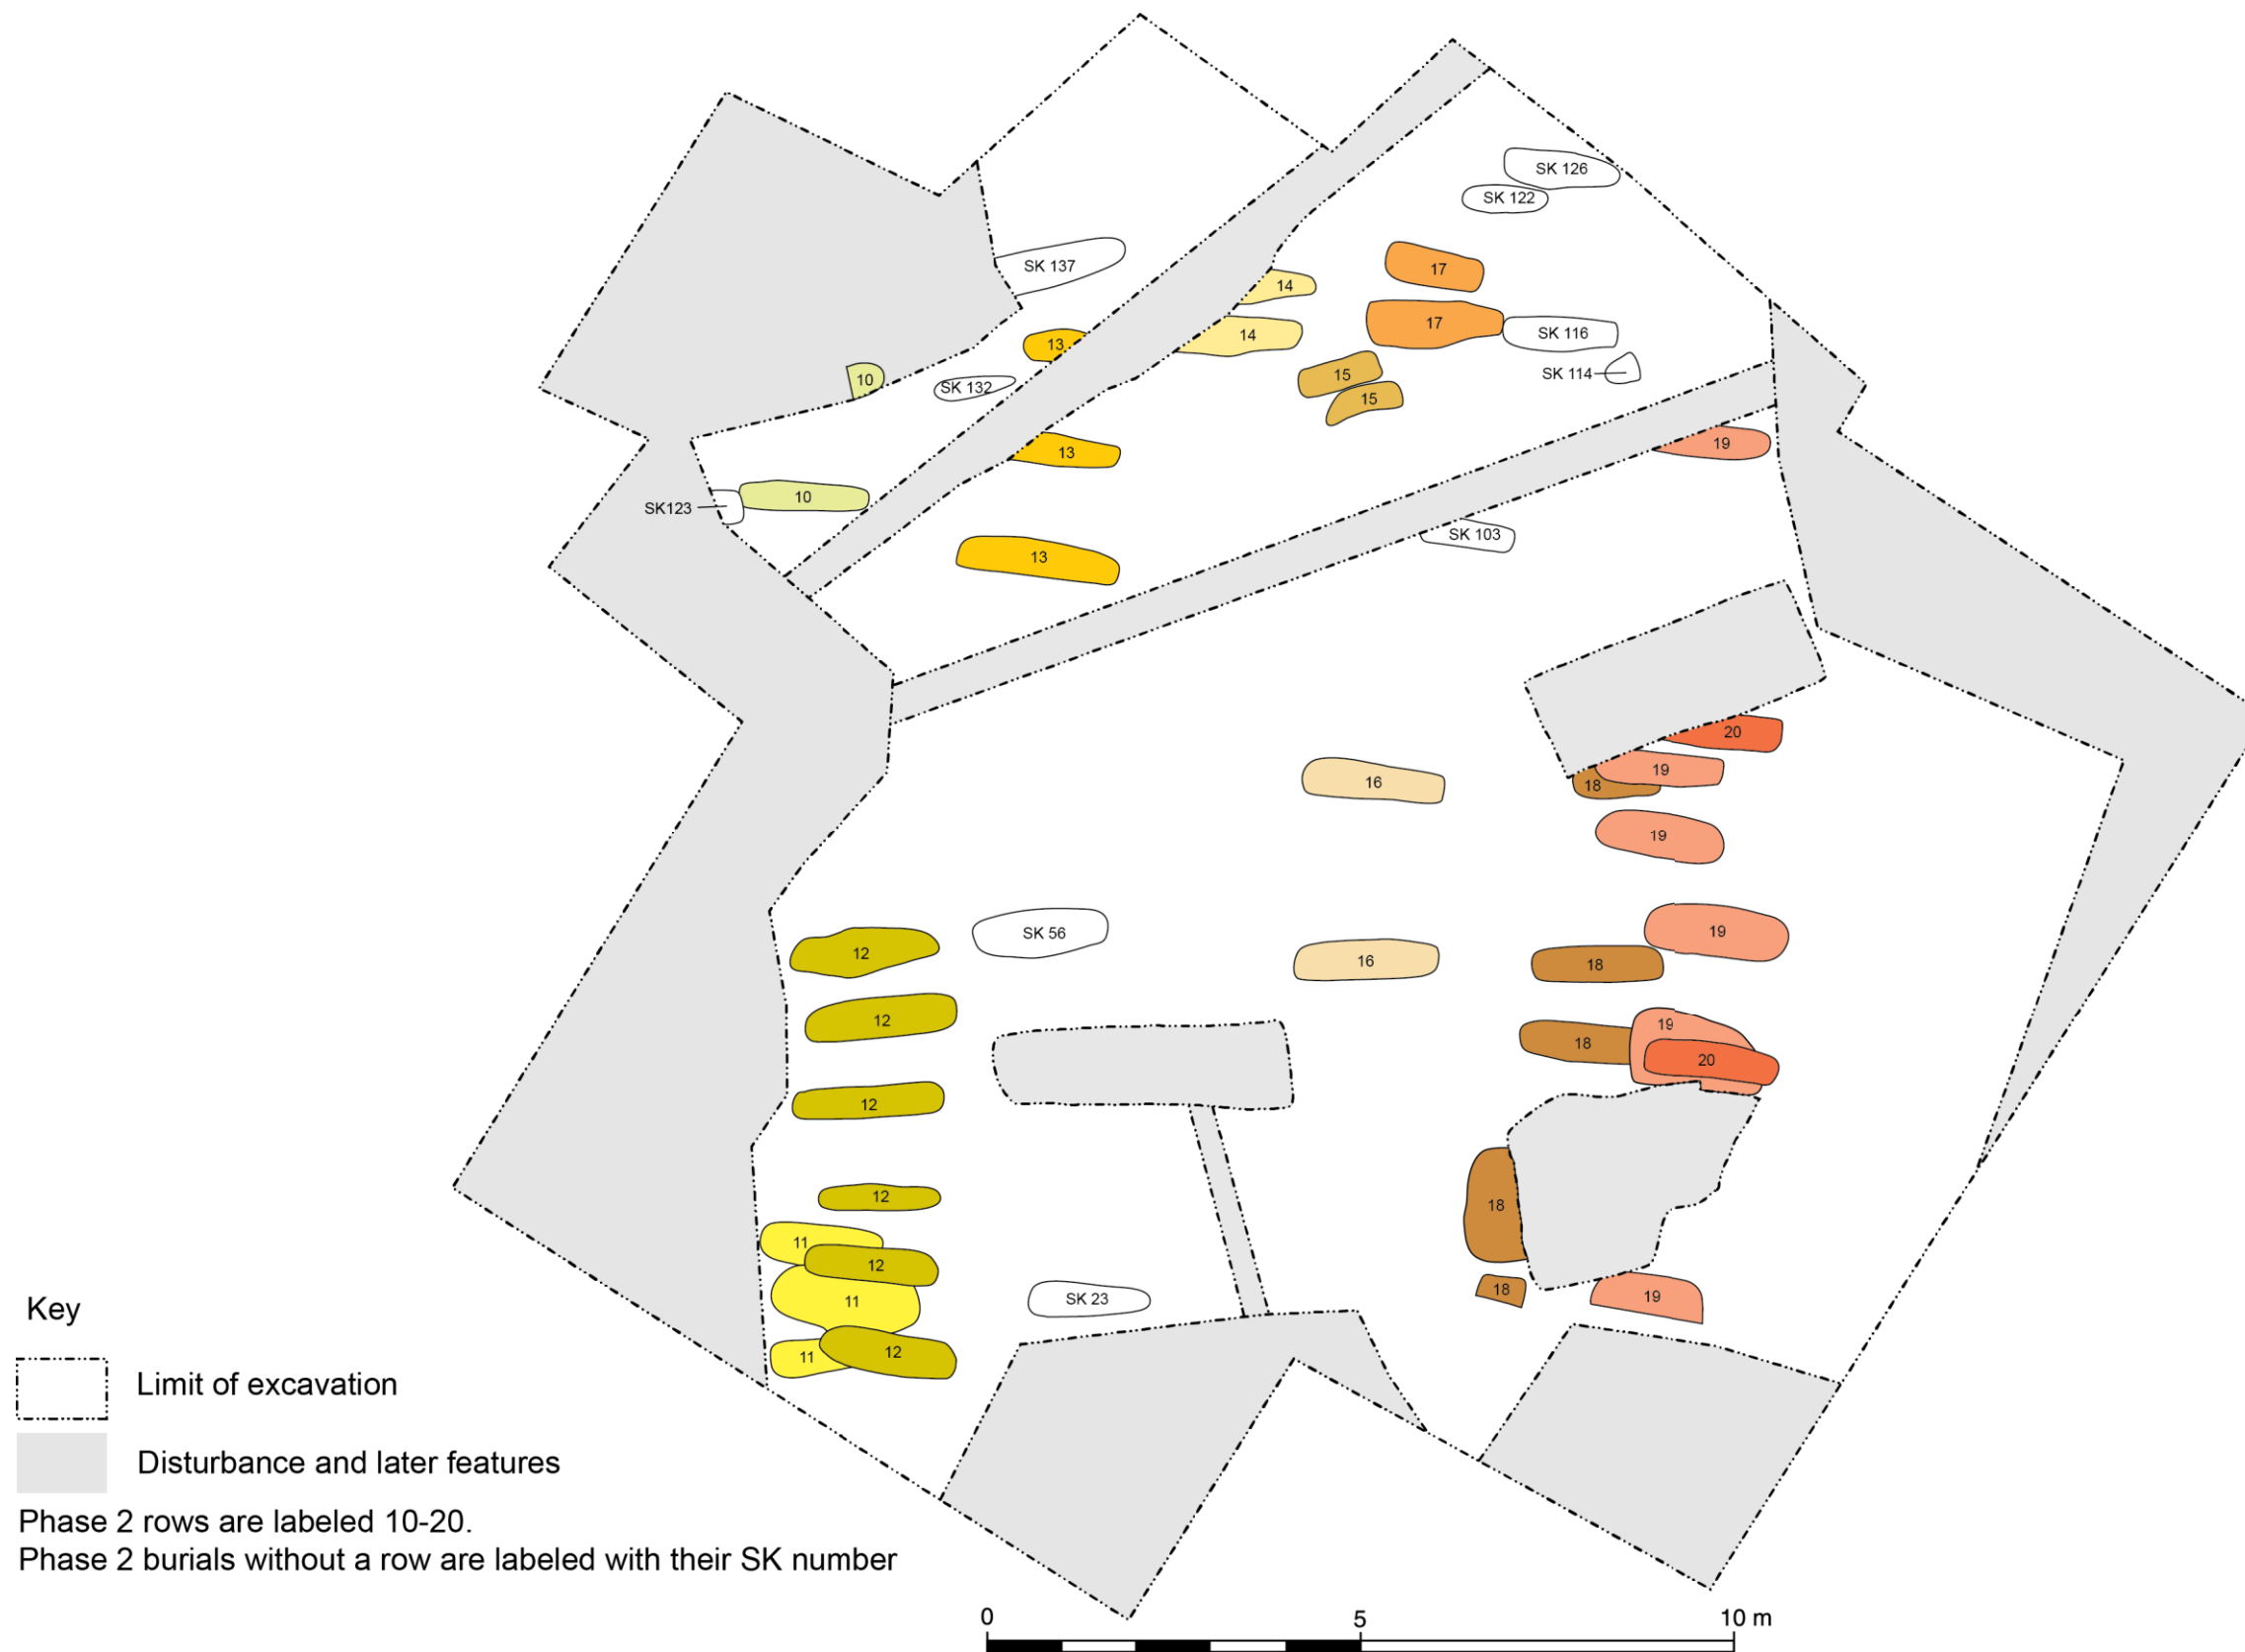 SK 126
SK 122
SK 137
17
14
17
SK 116
14
13
SK 114
15
10
SK 132
15
19
13
10
SK123
SK 103
13
20
19
16
18
19
SK 56
19
12
16
18
12
19
18
20
12
12
18
11
12
18
19
SK 23
11
12
11
Key
Limit of excavation
Disturbance and later features
Phase 2 rows are labeled 10-20.
Phase 2 burials without a row are labeled with their SK number
0 5 10 m